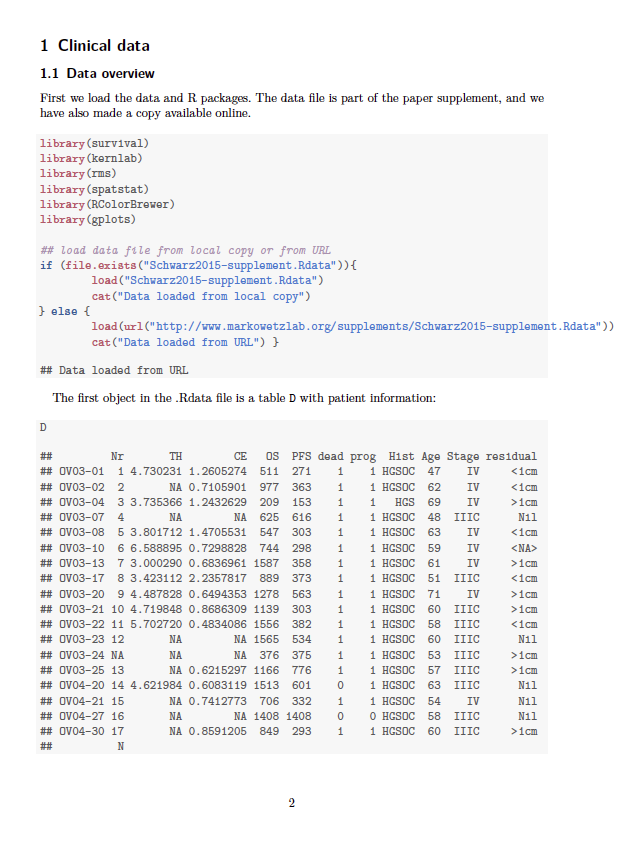 1 Clinical data
1.1 Data overview
First we load the data and R packages. The data file is part of the paper supplement, and we
have also made a copy available online.
library(survival)
library(kernlab)
library(rms)
library(spatstat)
library(RColorBrewer)
library(gplots)
## load data file from local copy or from URL
if (file.exists("Schwarz2015-supplement.Rdata")){
load("Schwarz2015-supplement.Rdata")
cat("Data loaded from local copy")
} else {
load(url("http://www.markowetzlab.org/supplements/Schwarz2015-supplement.Rdata"))
cat("Data loaded from URL") }
## Data loaded from URL
The first object in the .Rdata file is a table D with patient information:
D
## Nr TH CE OS PFS dead prog Hist Age Stage residual
## OV03-01 1 4.730231 1.2605274 511 271 1 1 HGSOC 47 IV <1cm
## OV03-02 2 NA 0.7105901 977 363 1 1 HGSOC 62 IV <1cm
## OV03-04 3 3.735366 1.2432629 209 153 1 1 HGS 69 IV >1cm
## OV03-07 4 NA NA 625 616 1 1 HGSOC 48 IIIC Nil
## OV03-08 5 3.801712 1.4705531 547 303 1 1 HGSOC 63 IV <1cm
## OV03-10 6 6.588895 0.7298828 744 298 1 1 HGSOC 59 IV <NA>
## OV03-13 7 3.000290 0.6836961 1587 358 1 1 HGSOC 61 IV >1cm
## OV03-17 8 3.423112 2.2357817 889 373 1 1 HGSOC 51 IIIC <1cm
## OV03-20 9 4.487828 0.6494353 1278 563 1 1 HGSOC 71 IV >1cm
## OV03-21 10 4.719848 0.8686309 1139 303 1 1 HGSOC 60 IIIC >1cm
## OV03-22 11 5.702720 0.4834086 1556 382 1 1 HGSOC 58 IIIC <1cm
## OV03-23 12 NA NA 1565 534 1 1 HGSOC 60 IIIC Nil
## OV03-24 NA NA NA 376 375 1 1 HGSOC 53 IIIC >1cm
## OV03-25 13 NA 0.6215297 1166 776 1 1 HGSOC 57 IIIC >1cm
## OV04-20 14 4.621984 0.6083119 1513 601 0 1 HGSOC 63 IIIC Nil
## OV04-21 15 NA 0.7412773 706 332 1 1 HGSOC 54 IV Nil
## OV04-27 16 NA NA 1408 1408 0 0 HGSOC 58 IIIC Nil
## OV04-30 17 NA 0.8591205 849 293 1 1 HGSOC 60 IIIC >1cm
## N
2